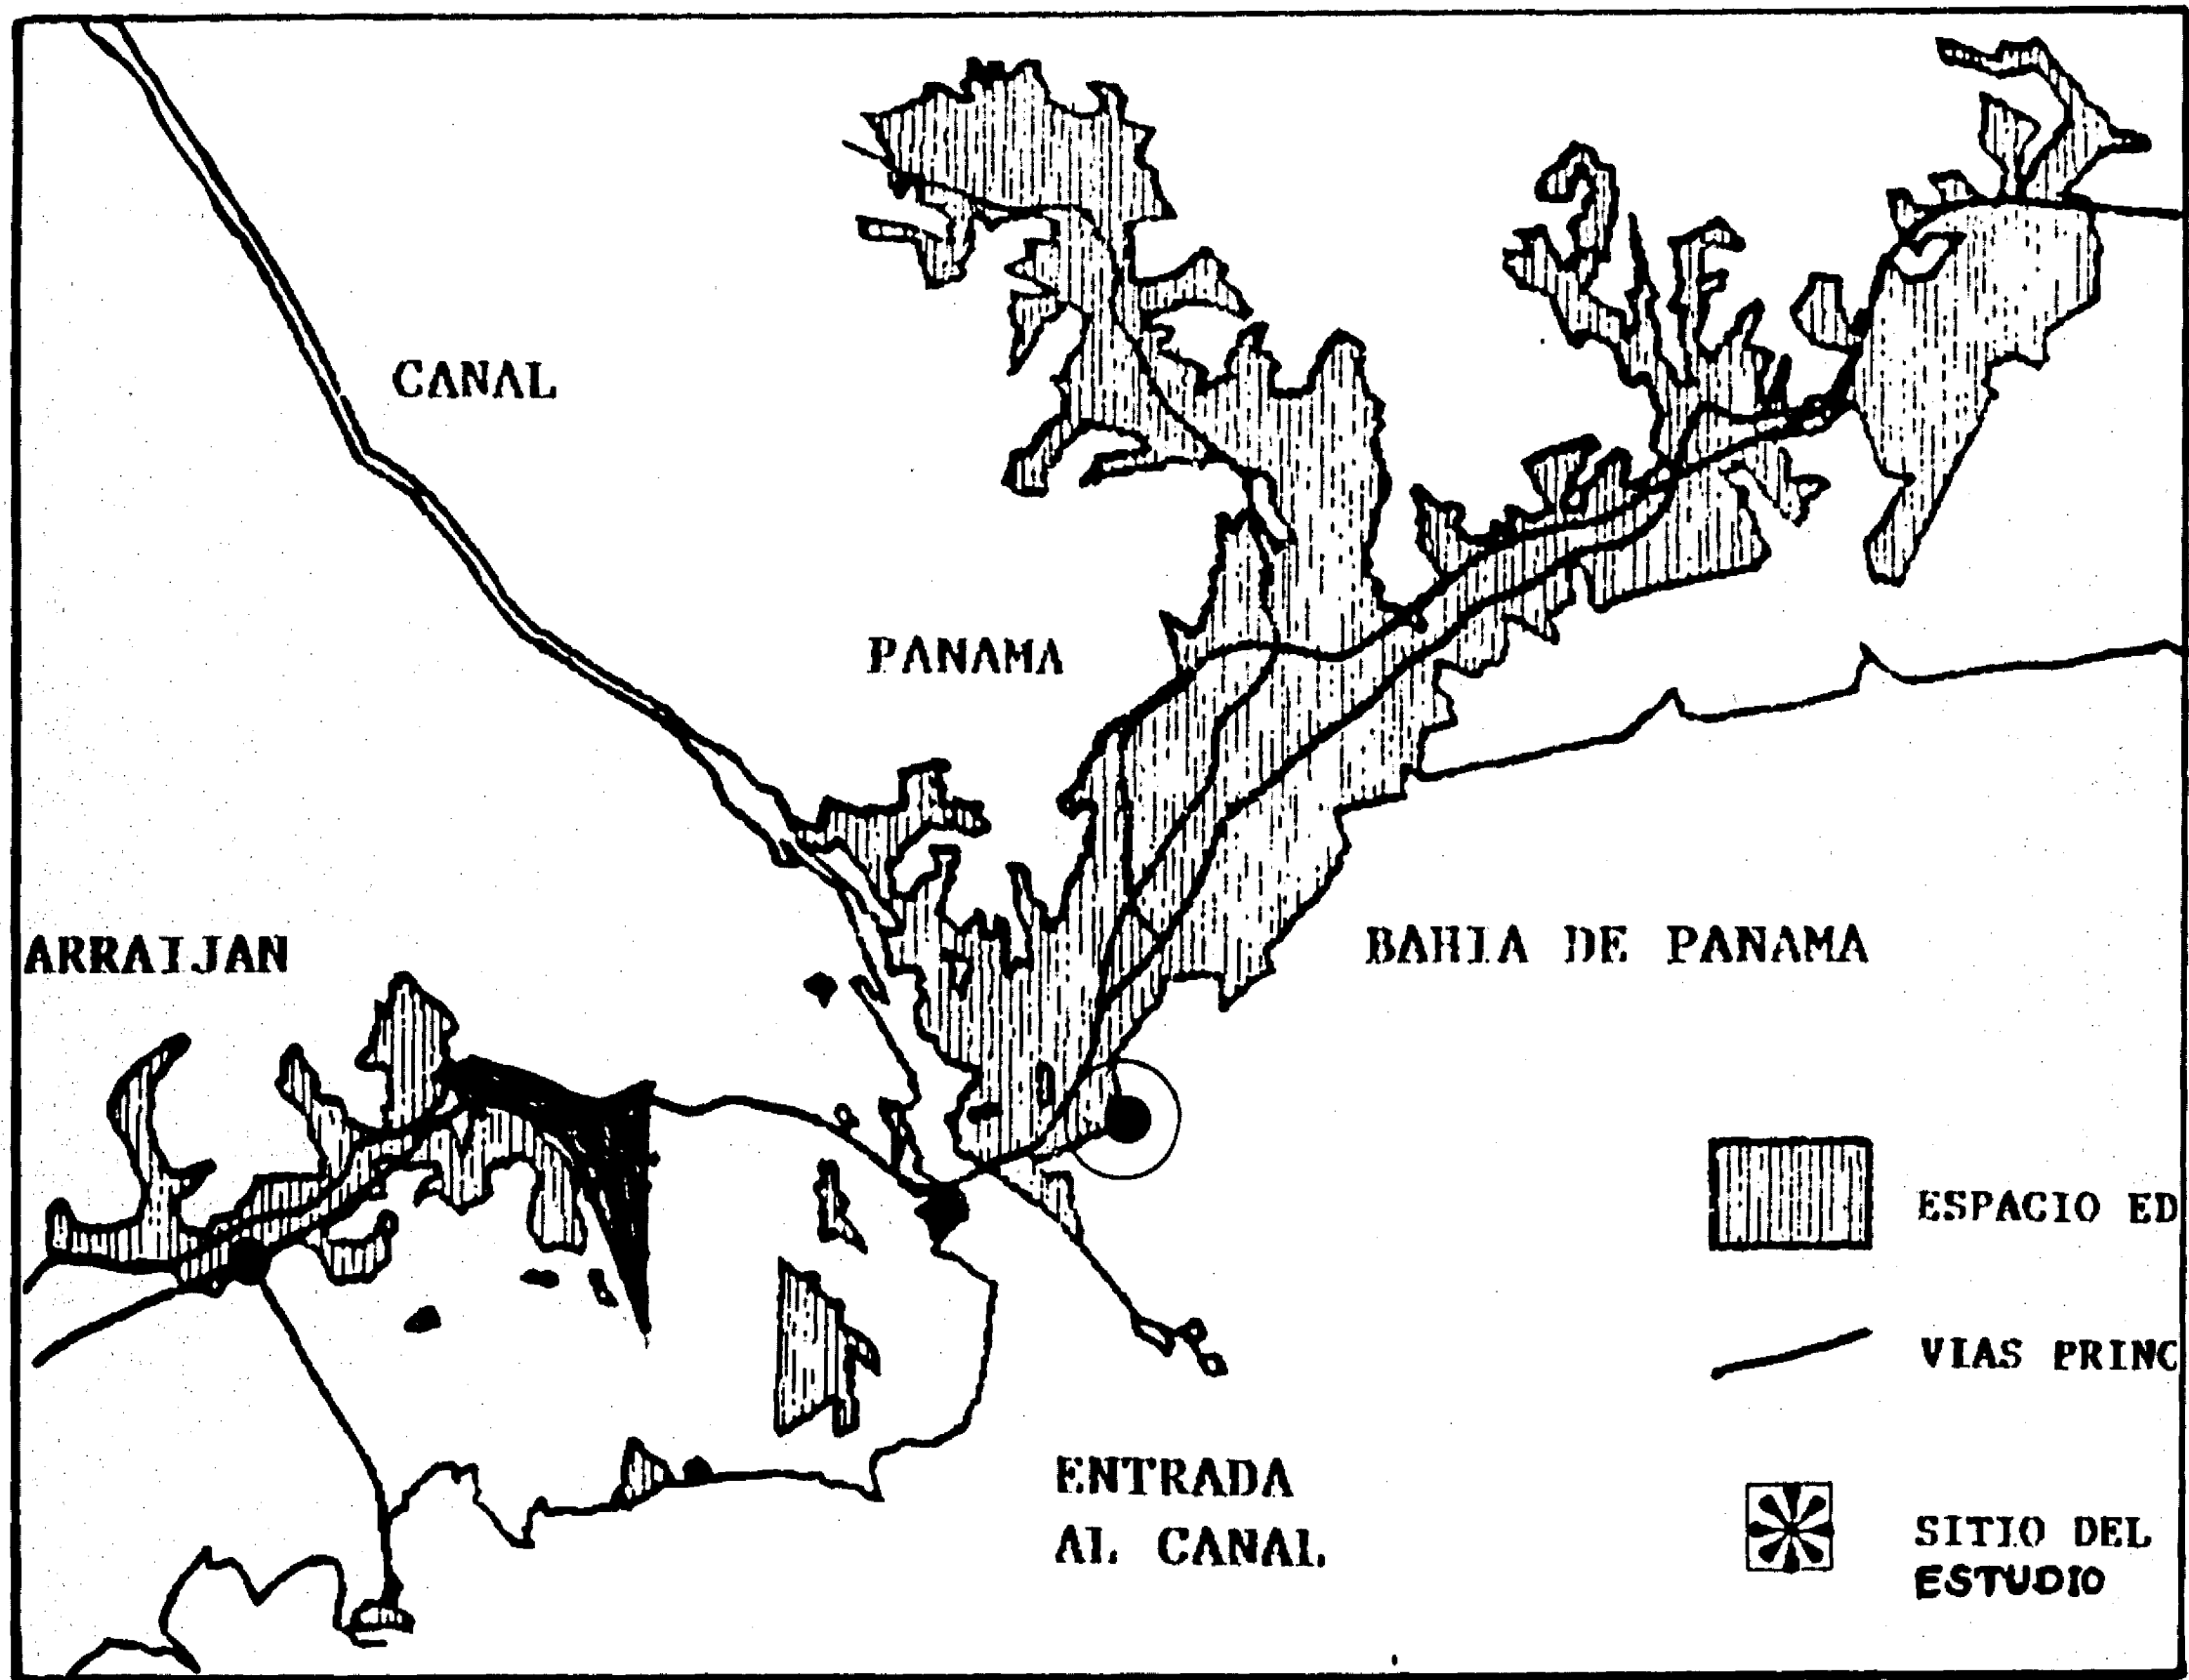 CANAL
PANAMA
ARRAIJAN
BAHIA DE PANAMA
ESPACIO ED
VIAS PRINC
ENTRADA
AL CANAL
SITIO DEL
ESTUDIO